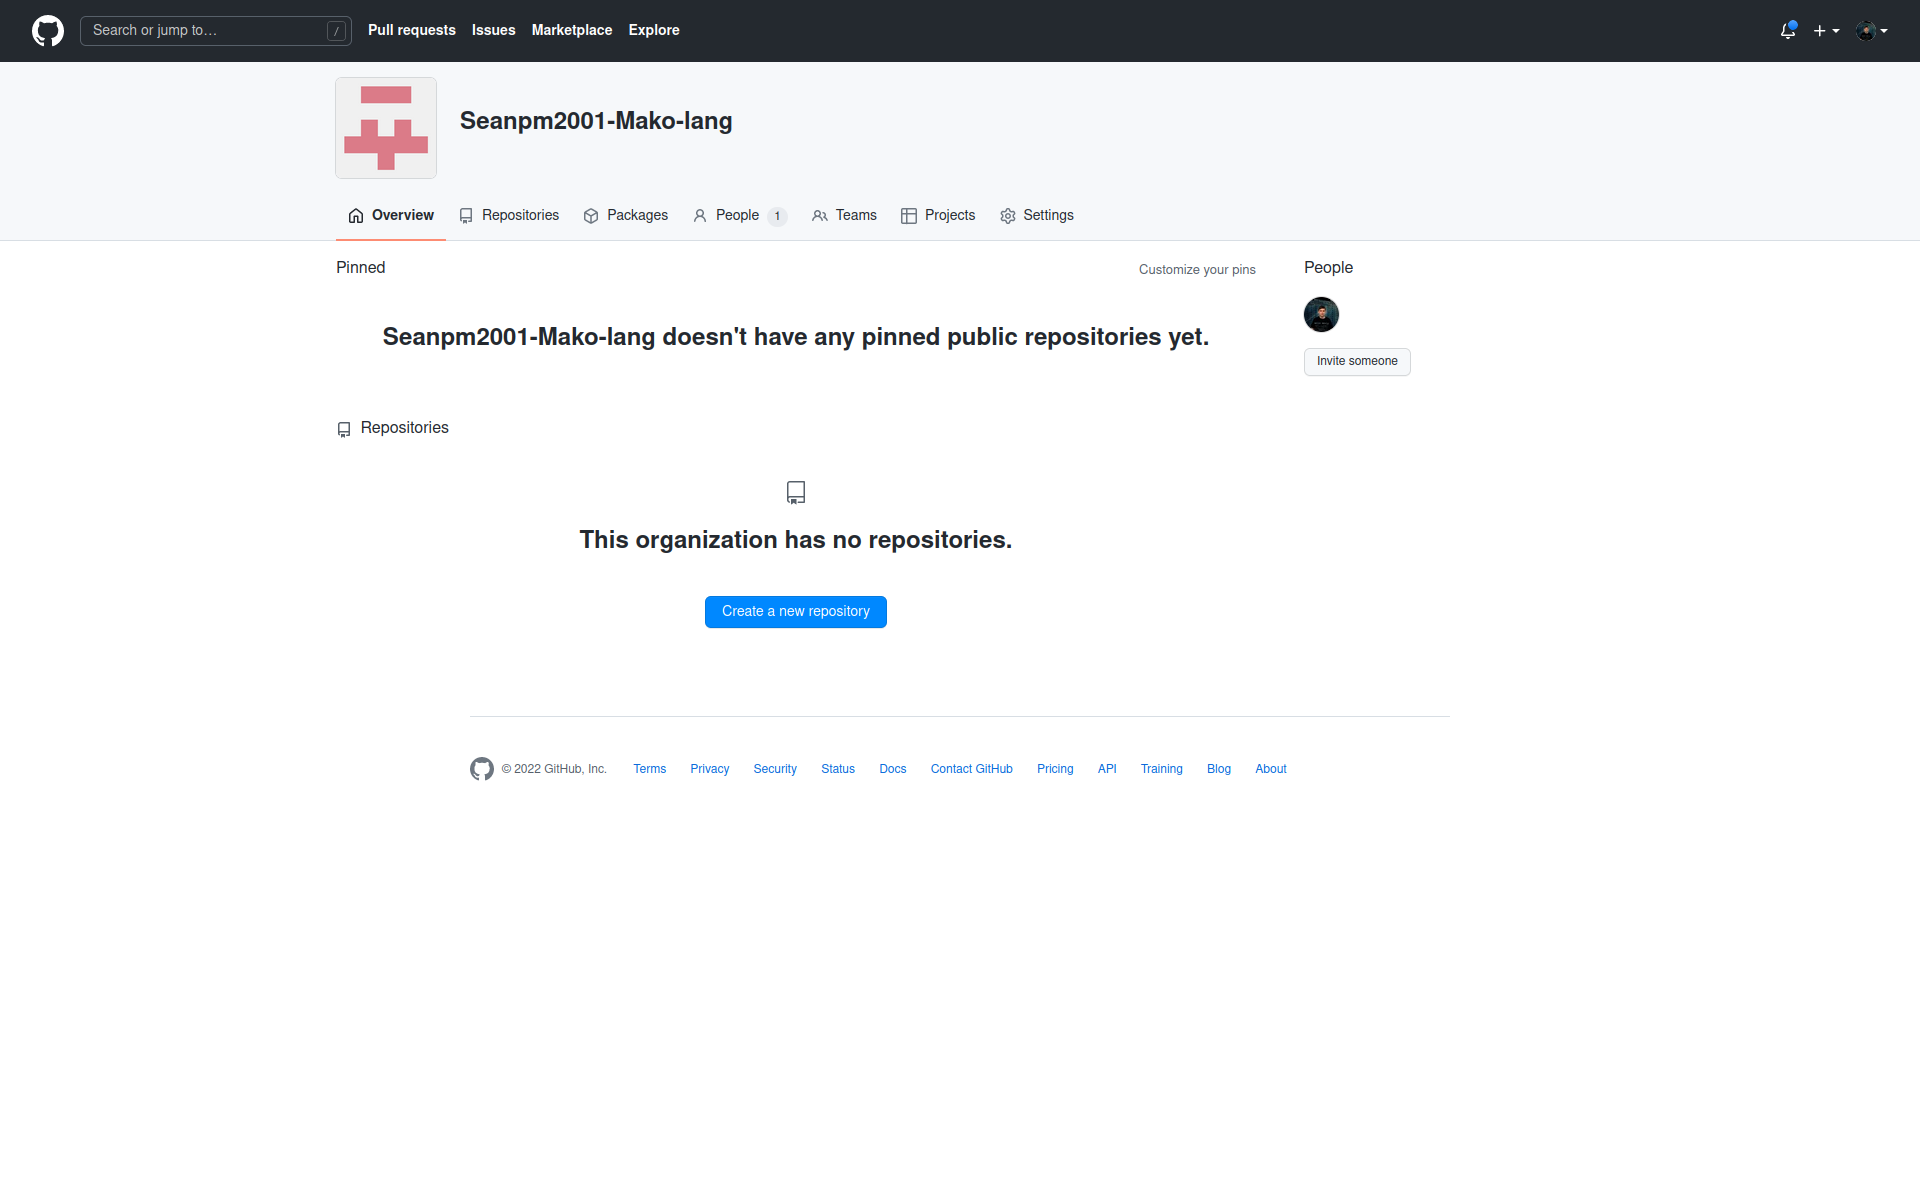 Search or jump to… /
Pull requests Issues Marketplace Explore
Seanpm2001-Mako-lang
Overview Repositories Packages People 1 Teams Projects Settings
Pinned
Customize your pins
Seanpm2001-Mako-lang doesn't have any pinned public repositories yet.
People
Invite someone
Repositories
This organization has no repositories.
Create a new repository
© 2022 GitHub, Inc. Terms Privacy Security Status Docs Contact GitHub Pricing API Training Blog About